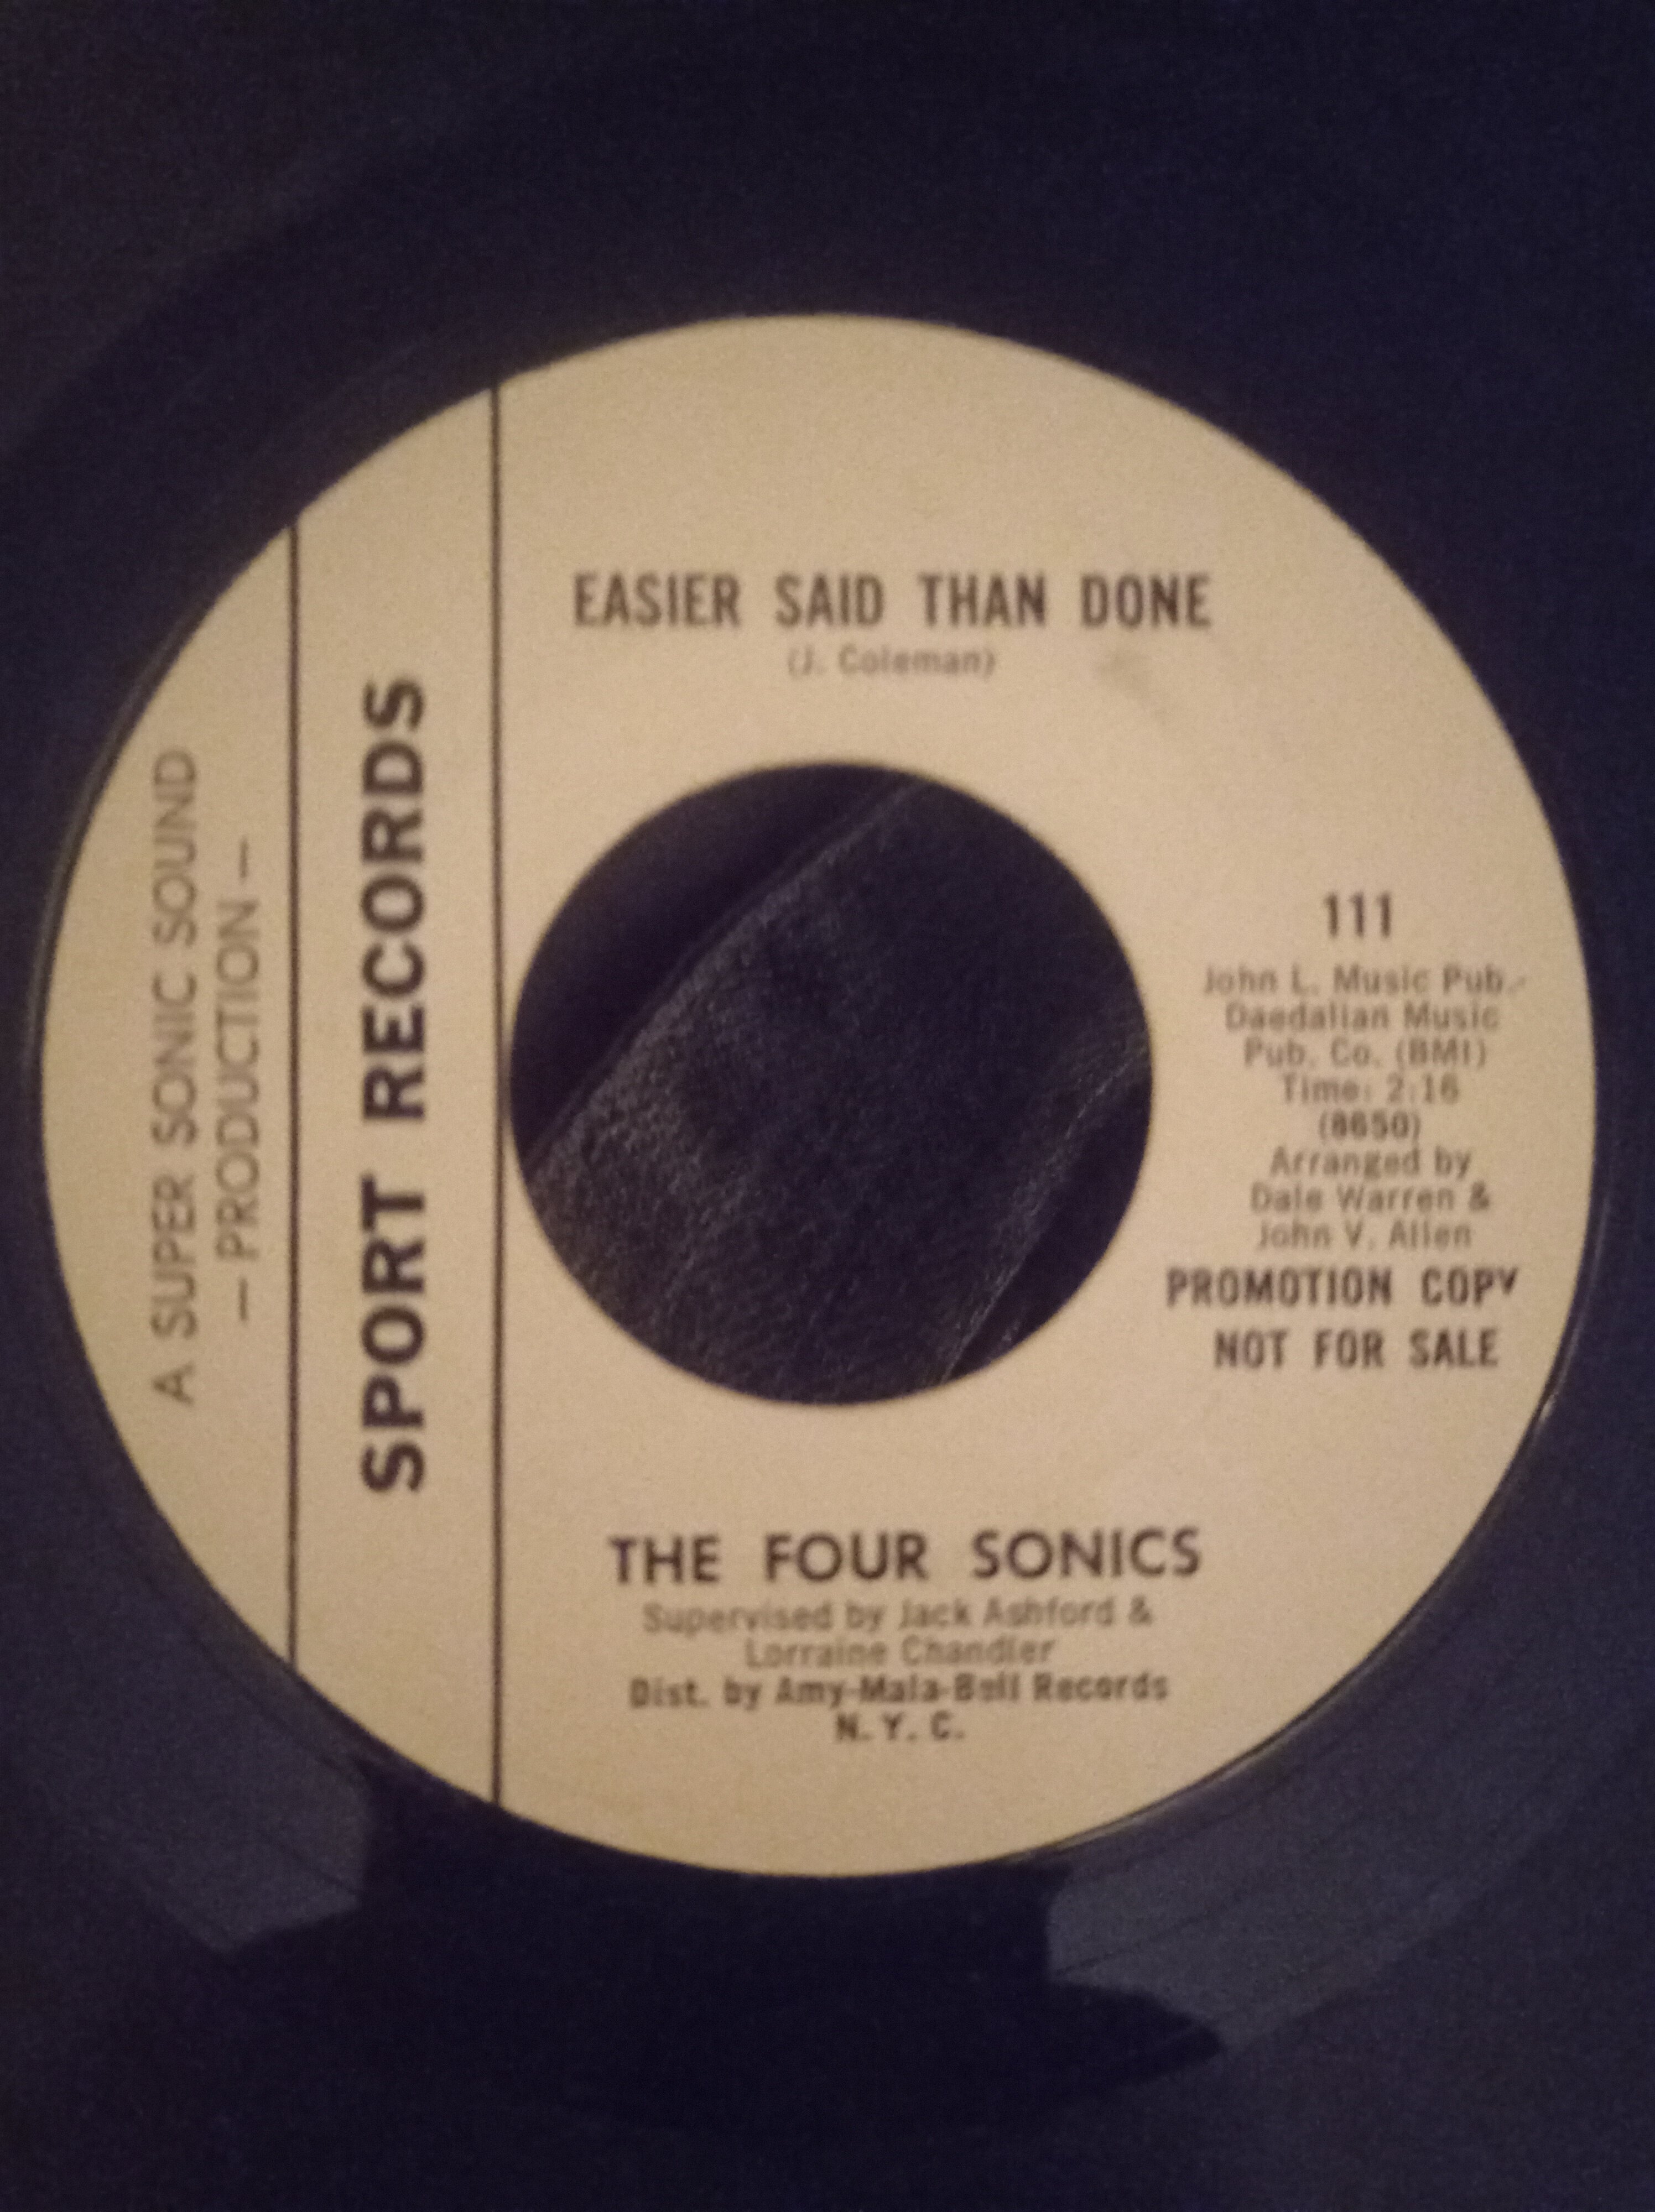 A SUPER SONIC SOUND
— PRODUCTION —
SPORT RECORDS
EASIER SAID THAN DONE
(J. Coleman)
111
John L. Music Pub.-
Daedalian Music
Pub. Co. (BMI)
Time: 2:16
(8650)
Arranged by
Dale Warren &
John V. Allen
PROMOTION COPY
NOT FOR SALE
THE FOUR SONICS
Supervised by Jack Ashford &
Lorraine Chandler
Dist. by Amy-Mala-Bell Records
N. Y. C.